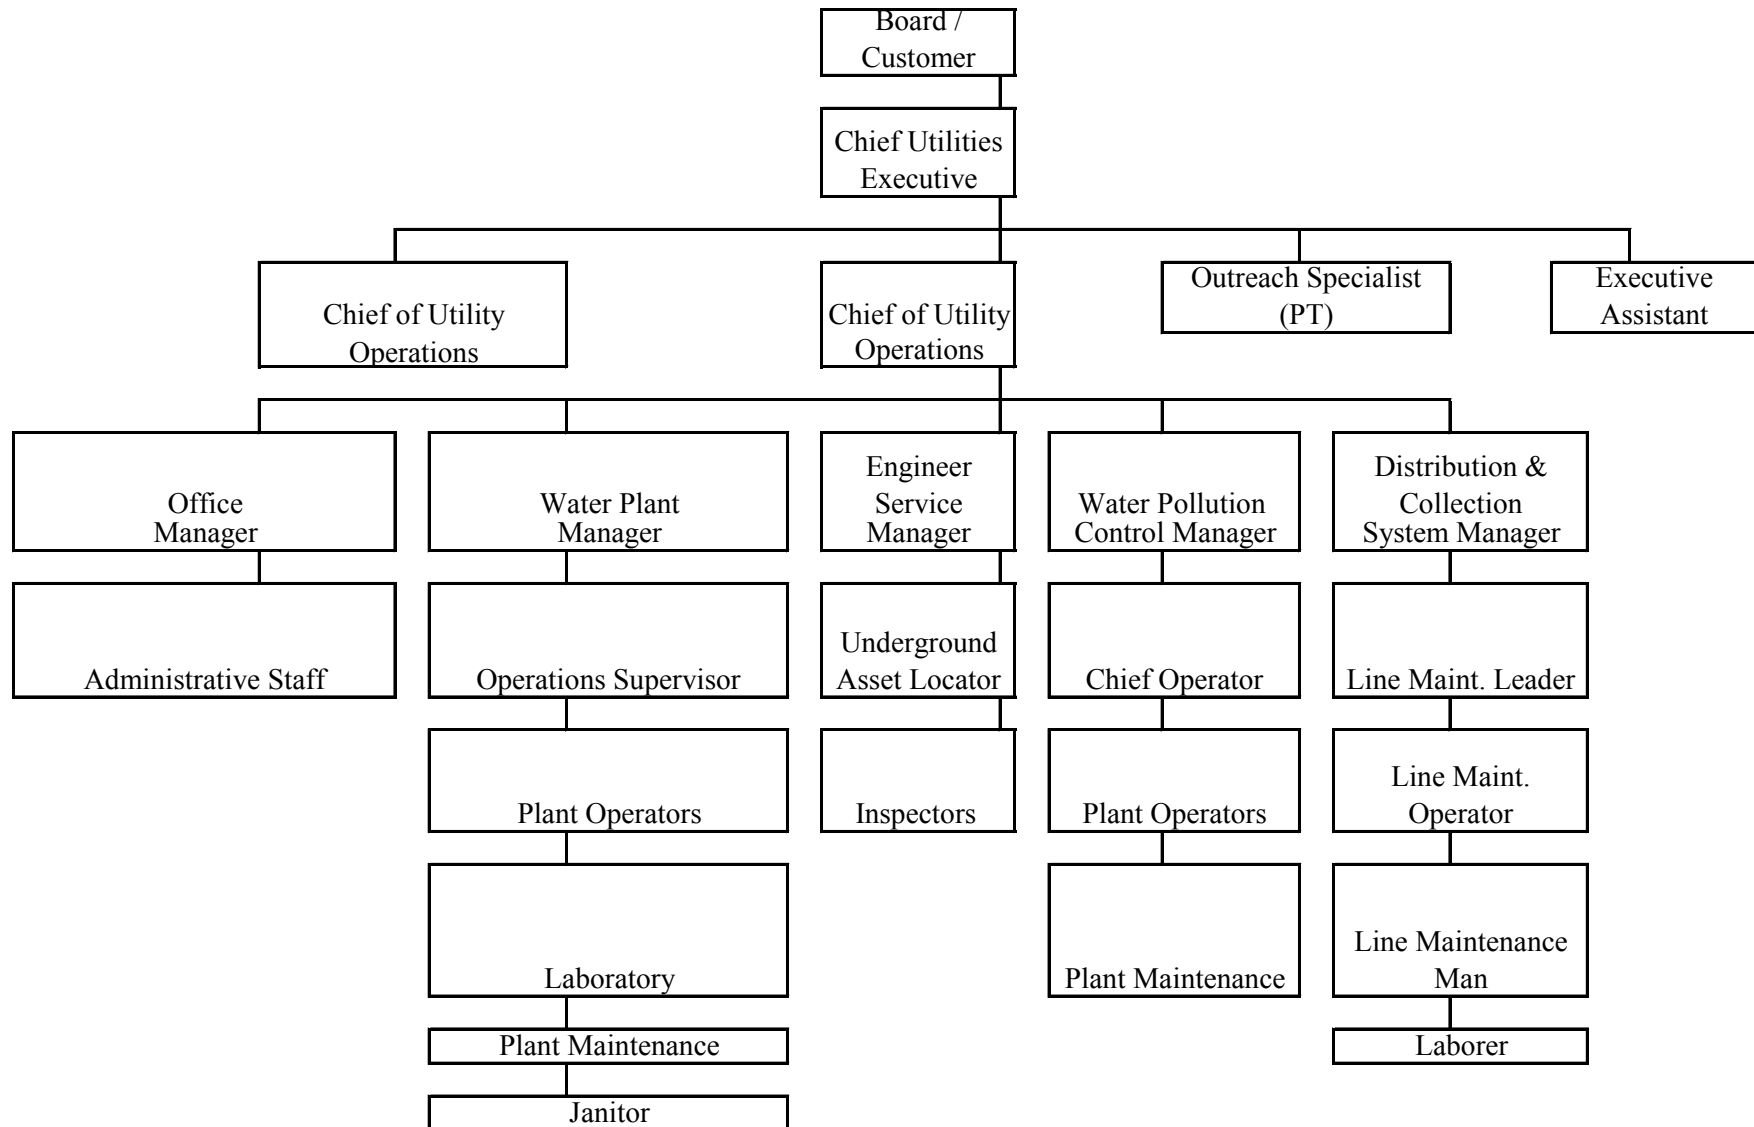 Board /
Customer
Chief Utilities
Executive
Chief of Utility
Operations
Chief of Utility
Operations
Outreach Specialist
(PT)
Executive
Assistant
Office
Manager
Water Plant
Manager
Engineer
Service
Manager
Water Pollution
Control Manager
Distribution &
Collection
System Manager
Administrative Staff
Operations Supervisor
Underground
Asset Locator
Chief Operator
Line Maint. Leader
Plant Operators
Inspectors
Plant Operators
Line Maint.
Operator
Laboratory
Plant Maintenance
Line Maintenance
Man
Plant Maintenance
Laborer
Janitor